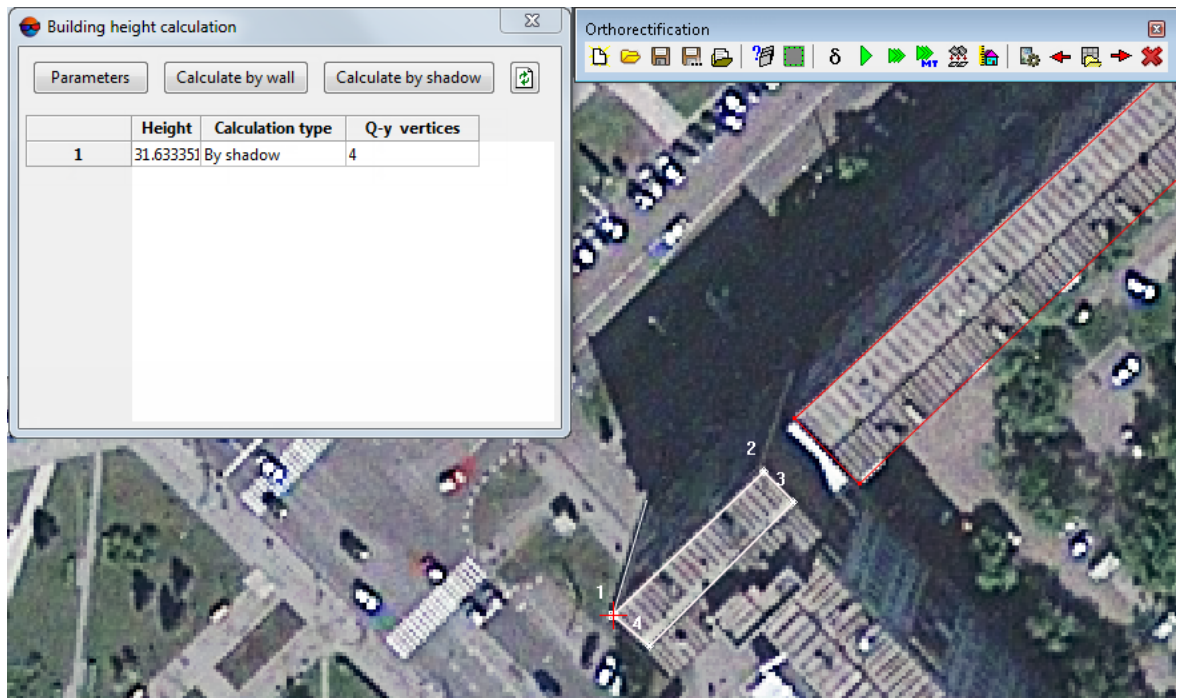 Building height calculation
Orthorectification
δ
MT
Parameters
Calculate by wall
Calculate by shadow
Height Calculation type Q-y vertices
1 31.633351 By shadow 4
2
3
1
4